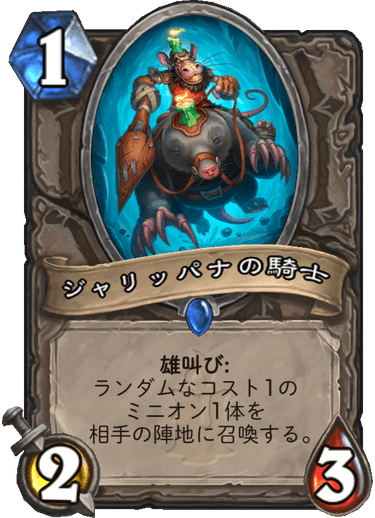 1
ジャリッパナの騎士
雄叫び:
ランダムなコスト1の
ミニオン1体を
相手の陣地に召喚する。
2
3